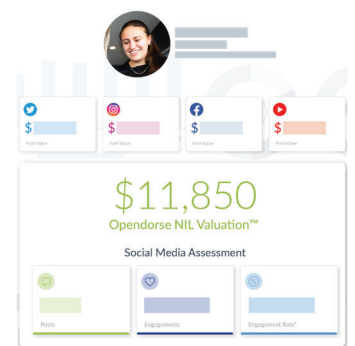 $ $ $ $
Post Value Post Value Post Value Post Value
$11,850
Opendorse NIL Valuation™
Social Media Assessment
Posts Engagements Engagement Rate*